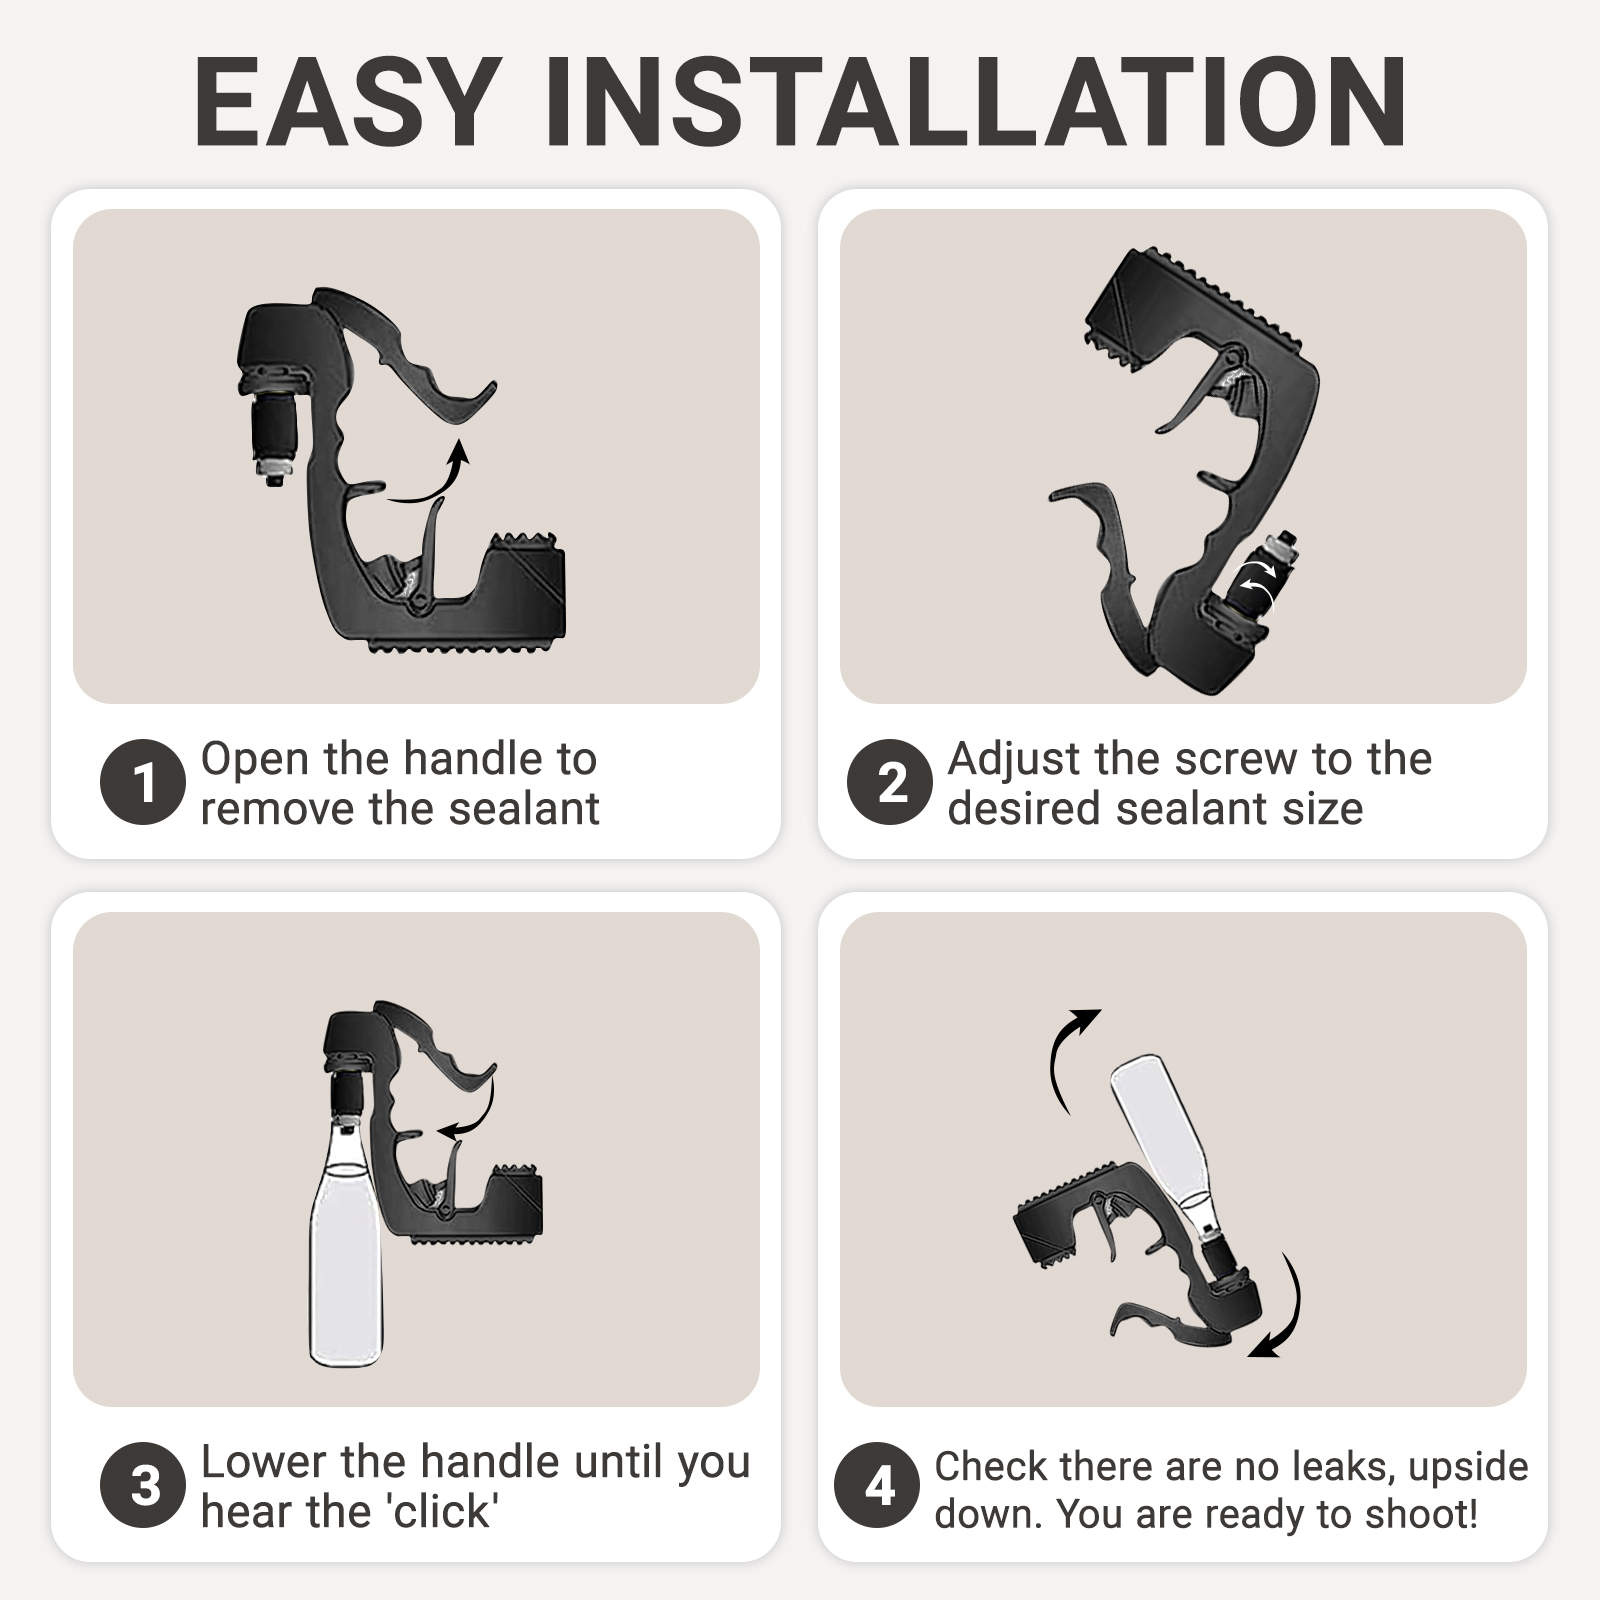 EASY INSTALLATION
1 Open the handle to
remove the sealant
2 Adjust the screw to the
desired sealant size
3 Lower the handle until you
hear the 'click'
4 Check there are no leaks, upside
down. You are ready to shoot!